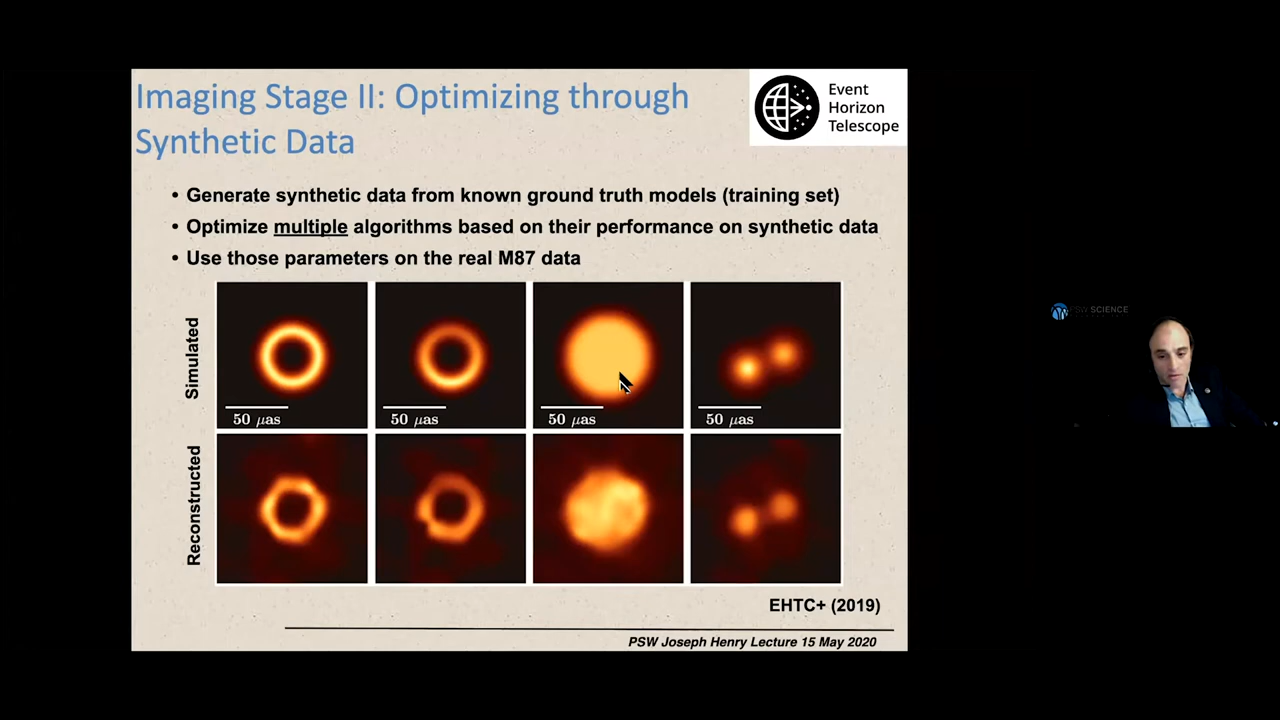 Imaging Stage II: Optimizing through
Synthetic Data
Event
Horizon
Telescope
• Generate synthetic data from known ground truth models (training set)
• Optimize multiple algorithms based on their performance on synthetic data
• Use those parameters on the real M87 data
Simulated
50 μas
50 μas
50 μas
50 μas
Reconstructed
EHTC+ (2019)
PSW Joseph Henry Lecture 15 May 2020
PSW SCIENCE